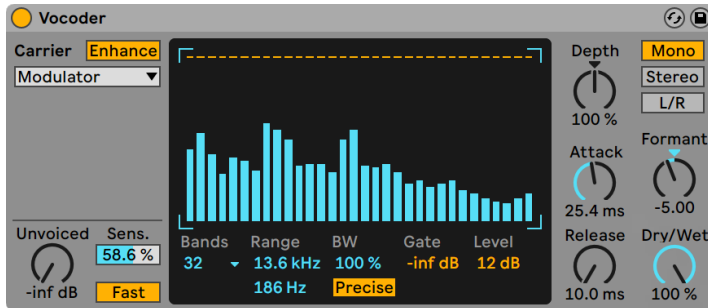 Vocoder
Carrier Enhance
Modulator
Unvoiced Sens.
58.6 %
-inf dB Fast
Bands Range BW Gate Level
32 13.6 kHz 100 % -inf dB 12 dB
186 Hz Precise
Depth
100 %
Mono
Stereo
L/R
Attack
25.4 ms
Formant
-5.00
Release
10.0 ms
Dry/Wet
100 %